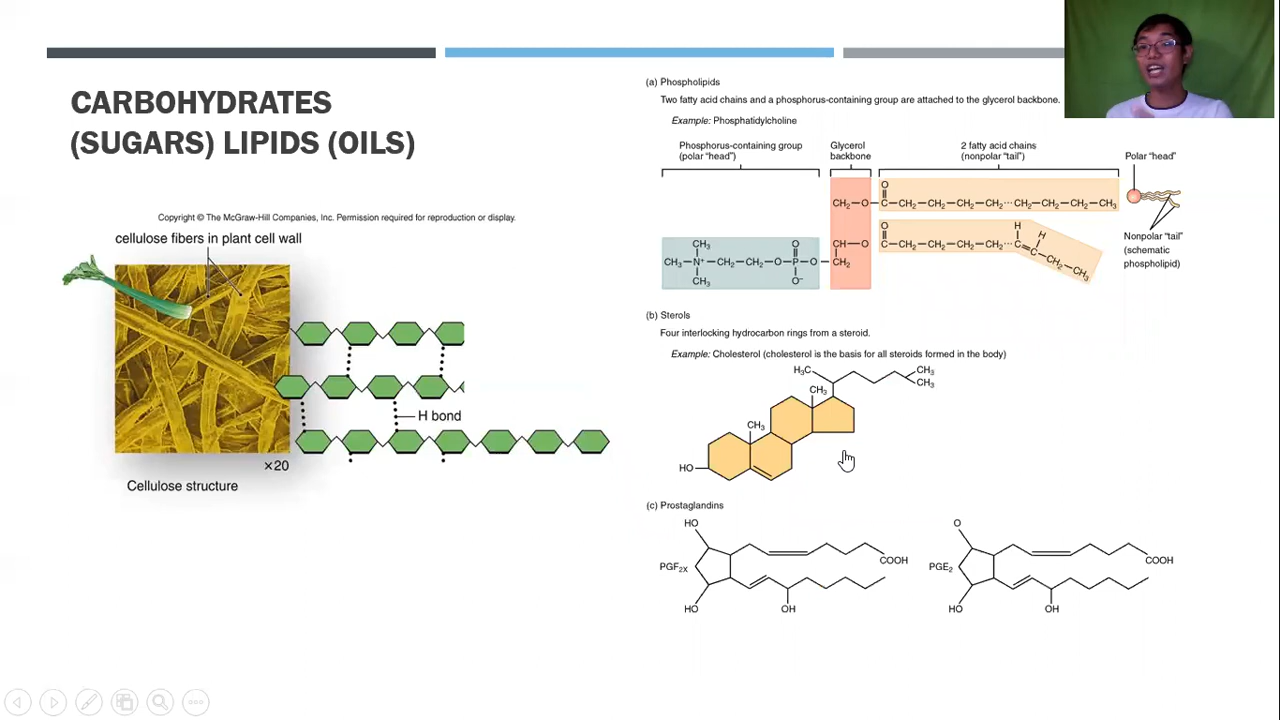 CARBOHYDRATES
(SUGARS) LIPIDS (OILS)
Copyright © The McGraw-Hill Companies, Inc. Permission required for reproduction or display.
cellulose fibers in plant cell wall
H bond
×20
Cellulose structure
(a) Phospholipids
Two fatty acid chains and a phosphorus-containing group are attached to the glycerol backbone.
Example: Phosphatidylcholine
Phosphorus-containing group
(polar “head”)
Glycerol
backbone
2 fatty acid chains
(nonpolar “tail”)
Polar “head”
CH₂—O—C—CH₂—CH₂—CH₂—CH₂···CH₂—CH₂—CH₂—CH₃
O
CH—O
C—CH₂—CH₂—CH₂—CH₂···C═C
O
H
H
CH₂
CH₃
CH₃
CH₃—N⁺—CH₂—CH₂—O—P—O—CH₂
CH₃
O
O⁻
Nonpolar “tail”
(schematic
phospholipid)
(b) Sterols
Four interlocking hydrocarbon rings from a steroid.
Example: Cholesterol (cholesterol is the basis for all steroids formed in the body)
H₃C
CH₃
CH₃
CH₃
CH₃
HO
(c) Prostaglandins
HO
COOH
PGF₂X
HO
OH
O
COOH
PGE₂
HO
OH